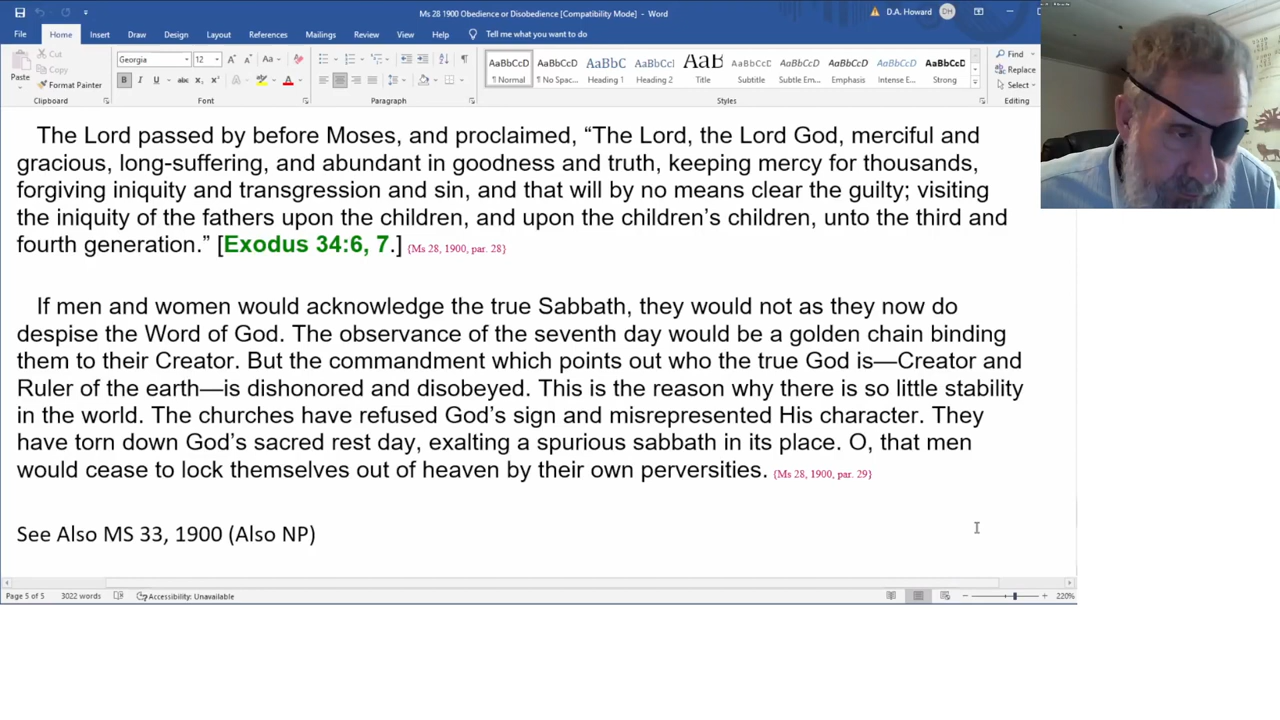 Ms 28 1900 Obedience or Disobedience [Compatibility Mode] - Word
D.A. Howard DH
File Home Insert Draw Design Layout References Mailings Review View Help Tell me what you want to do
Paste Cut Copy Format Painter
Clipboard
Georgia 12
Font
Paragraph
AaBbCcD AaBbCcD AaBbC AaBbCcl AaB AaBbCcD AaBbCcD AaBbCcD AaBbCcD AaBbCcD
¶ Normal ¶ No Spac... Heading 1 Heading 2 Title Subtitle Subtle Em... Emphasis Intense E... Strong
Styles
Find
Replace
Select
Editing
The Lord passed by before Moses, and proclaimed, “The Lord, the Lord God, merciful and
gracious, long-suffering, and abundant in goodness and truth, keeping mercy for thousands,
forgiving iniquity and transgression and sin, and that will by no means clear the guilty; visiting
the iniquity of the fathers upon the children, and upon the children’s children, unto the third and
fourth generation.” [Exodus 34:6, 7.] {Ms 28, 1900, par. 28}
If men and women would acknowledge the true Sabbath, they would not as they now do
despise the Word of God. The observance of the seventh day would be a golden chain binding
them to their Creator. But the commandment which points out who the true God is—Creator and
Ruler of the earth—is dishonored and disobeyed. This is the reason why there is so little stability
in the world. The churches have refused God’s sign and misrepresented His character. They
have torn down God’s sacred rest day, exalting a spurious sabbath in its place. O, that men
would cease to lock themselves out of heaven by their own perversities. {Ms 28, 1900, par. 29}
See Also MS 33, 1900 (Also NP)
Page 5 of 5 3022 words Accessibility: Unavailable 220%